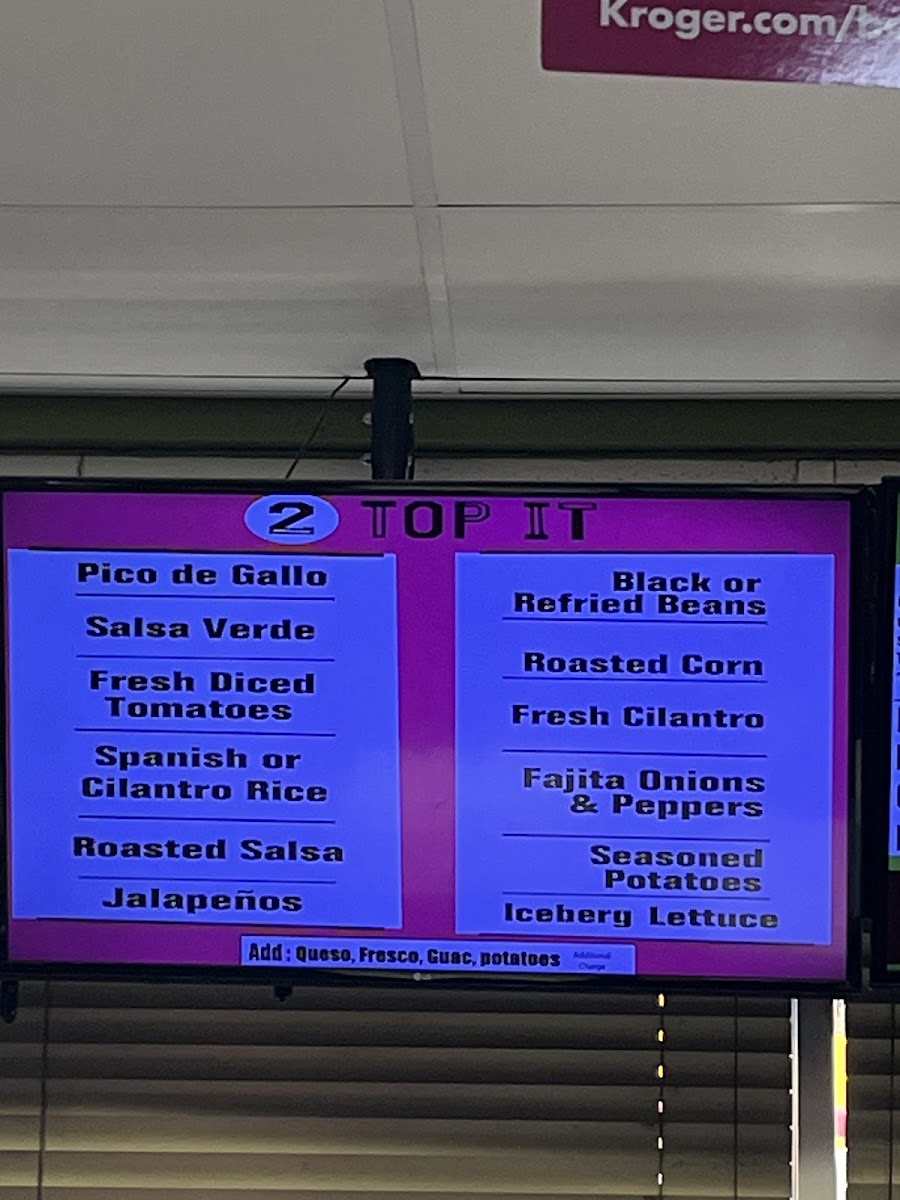 Kroger.com/
2 TOP IT
Pico de Gallo
Salsa Verde
Fresh Diced
Tomatoes
Spanish or
Cilantro Rice
Roasted Salsa
Jalapeños
Black or
Refried Beans
Roasted Corn
Fresh Cilantro
Fajita Onions
& Peppers
Seasoned
Potatoes
Iceberg Lettuce
Add : Queso, Fresco, Guac, potatoes
Additional
Charge
LG